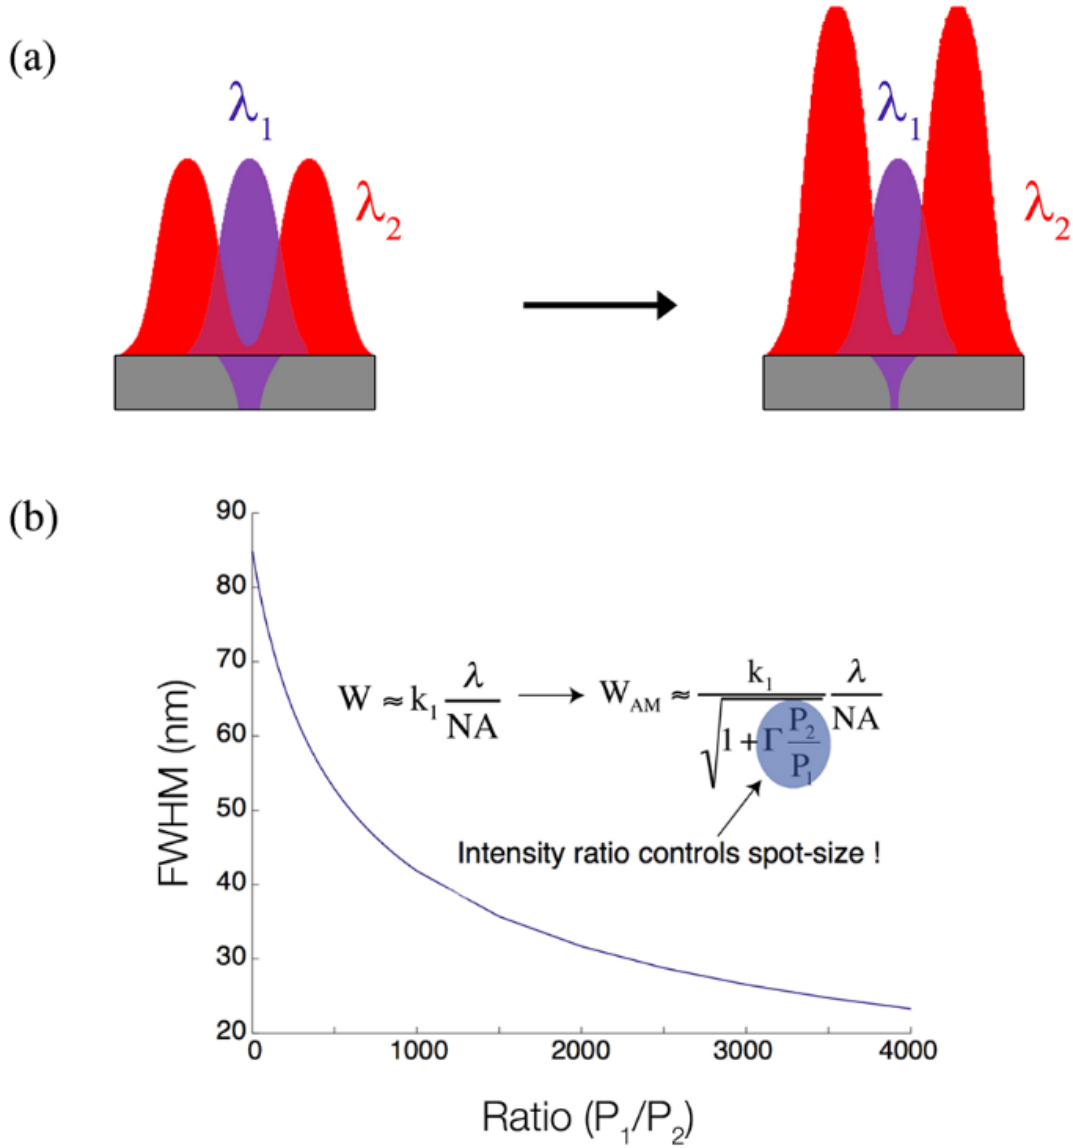 (a)
λ1
λ2
λ1
λ2
(b)
90
80
70
60
50
40
30
20
FWHM (nm)
W ≈ k1 λ/NA → WAM ≈ k1/√(1 + Γ P2/P1) λ/NA
Intensity ratio controls spot-size !
0 1000 2000 3000 4000
Ratio (P1/P2)